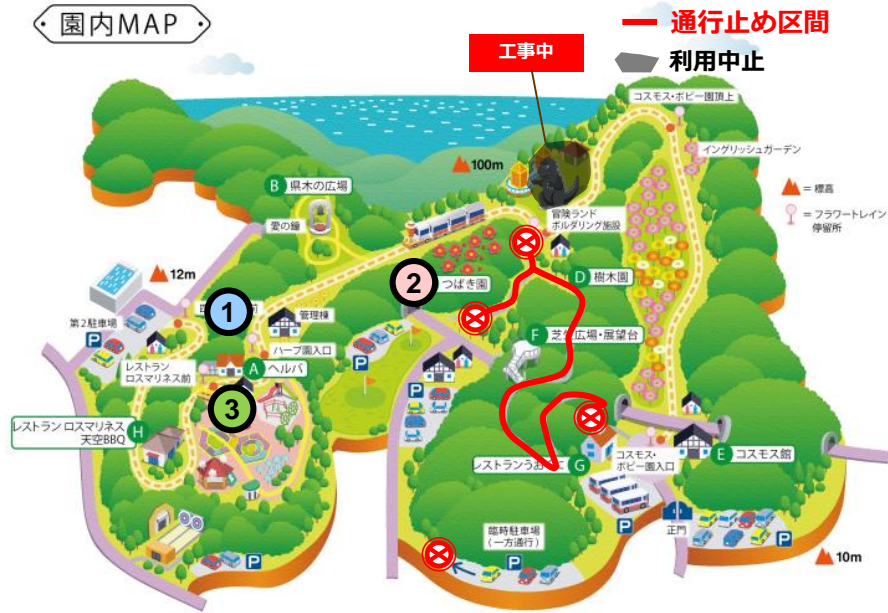 園内MAP
通行止め区間
利用中止
工事中
コスモス・ポピー園頂上
イングリッシュガーデン
100m
＝標高
＝フラワートレイン
停留所
B 県木の広場
愛の鐘
冒険ランド
ボルダリング施設
12m
2
つばき園
D 樹木園
1
前
管理棟
第2駐車場
P
F 芝生広場・展望台
ハーブ園入口
レストラン
ロスマリネス前
A ヘルバ
P
P
3
レストラン ロスマリネス
天空BBQ
H
レストランうお
G
コスモス・
ポピー園入口
E コスモス館
P
正門
臨時駐車場
(一方通行)
P
P
P
10m